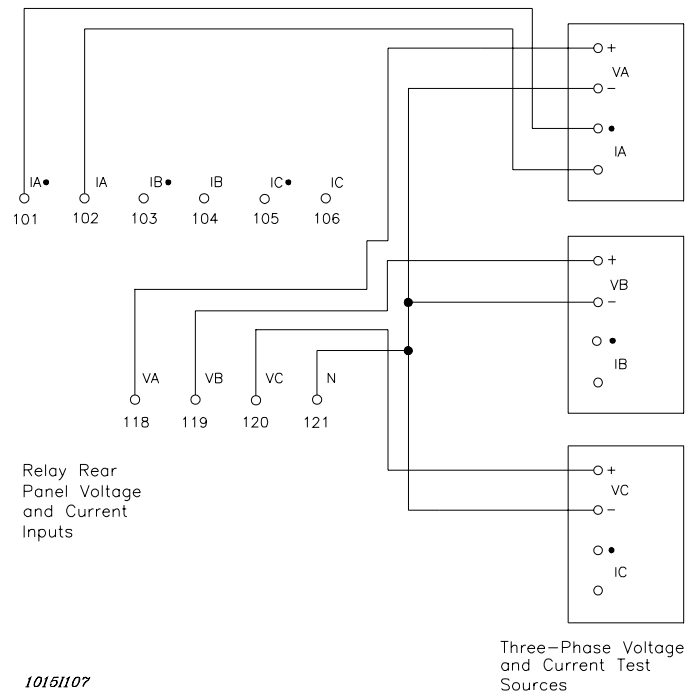 +
VA
−
•
IA
IA• IA IB• IB IC• IC
101 102 103 104 105 106
+
VB
−
•
IB
VA VB VC N
118 119 120 121
+
VC
−
•
IC
Relay Rear
Panel Voltage
and Current
Inputs
Three-Phase Voltage
and Current Test
Sources
1015I107